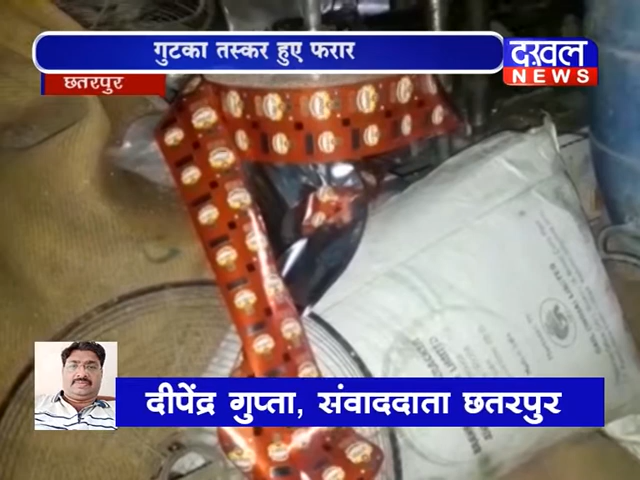 गुटका तस्कर हुए फरार
दखल
NEWS
छतरपुर
दीपेंद्र गुप्ता, संवाददाता छतरपुर